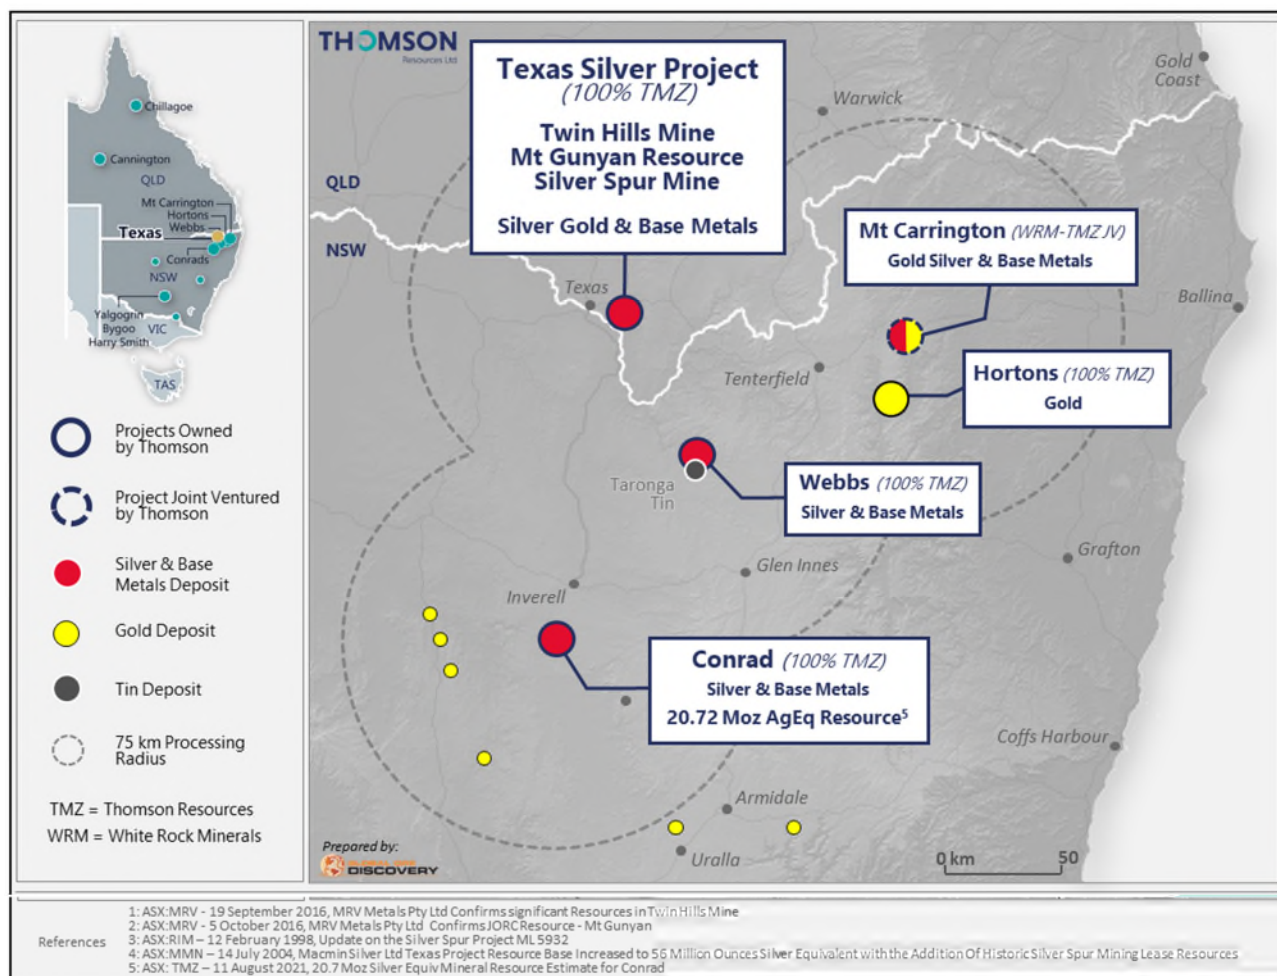 THOMSON
Resources Ltd
Texas Silver Project
(100% TMZ)
Twin Hills Mine
Mt Gunyan Resource
Silver Spur Mine
Silver Gold & Base Metals
Gold
Coast
Warwick
Chillagoe
Cannington
QLD
Mt Carrington
Hortons
Webbs
Texas
Conrads
NSW
Yalgogrin
Bygoo
Harry Smith
VIC
TAS
QLD
NSW
Mt Carrington (WRM-TMZ JV)
Gold Silver & Base Metals
Texas
Ballina
Tenterfield
Hortons (100% TMZ)
Gold
Taronga
Tin
Webbs (100% TMZ)
Silver & Base Metals
Grafton
Glen Innes
Inverell
Conrad (100% TMZ)
Silver & Base Metals
20.72 Moz AgEq Resource⁵
Coffs Harbour
Armidale
Uralla
0 km 50
Prepared by:
GLOBAL ORE
DISCOVERY
Projects Owned
by Thomson
Project Joint Ventured
by Thomson
Silver & Base
Metals Deposit
Gold Deposit
Tin Deposit
75 km Processing
Radius
TMZ = Thomson Resources
WRM = White Rock Minerals
References
1: ASX:MRV - 19 September 2016, MRV Metals Pty Ltd Confirms significant Resources in Twin Hills Mine
2: ASX:MRV - 5 October 2016, MRV Metals Pty Ltd Confirms JORC Resource - Mt Gunyan
3: ASX:RIM – 12 February 1998, Update on the Silver Spur Project ML 5932
4: ASX:MMN – 14 July 2004, Macmin Silver Ltd Texas Project Resource Base Increased to 56 Million Ounces Silver Equivalent with the Addition Of Historic Silver Spur Mining Lease Resources
5: ASX: TMZ – 11 August 2021, 20.7 Moz Silver Equiv Mineral Resource Estimate for Conrad